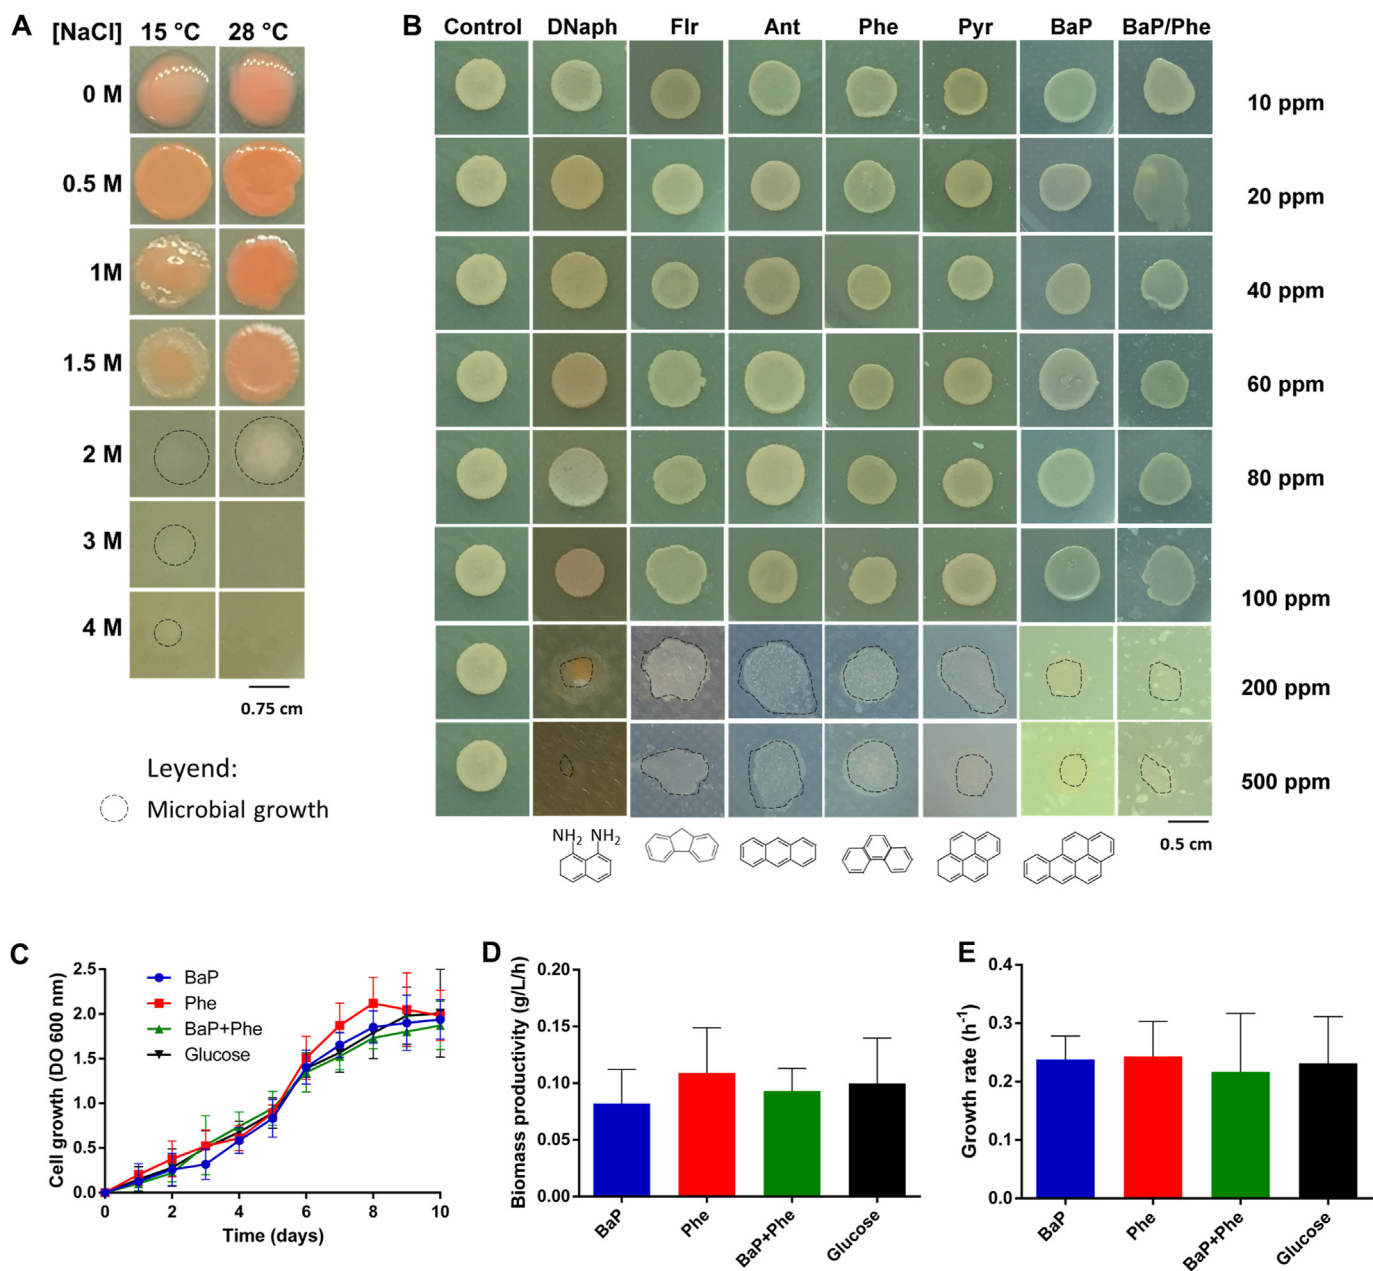 A
[NaCl] 15 °C 28 °C
0 M
0.5 M
1M
1.5 M
2 M
3 M
4 M
0.75 cm
Leyend:
Microbial growth
B
Control DNaph Flr Ant Phe Pyr BaP BaP/Phe
10 ppm
20 ppm
40 ppm
60 ppm
80 ppm
100 ppm
200 ppm
500 ppm
NH2 NH2
0.5 cm
C
Cell growth (DO 600 nm)
2.5
2.0
1.5
1.0
0.5
0.0
BaP
Phe
BaP+Phe
Glucose
0 2 4 6 8 10
Time (days)
D
Biomass productivity (g/L/h)
0.20
0.15
0.10
0.05
0.00
BaP Phe BaP+Phe Glucose
E
Growth rate (h-1)
0.4
0.3
0.2
0.1
0.0
BaP Phe BaP+Phe Glucose